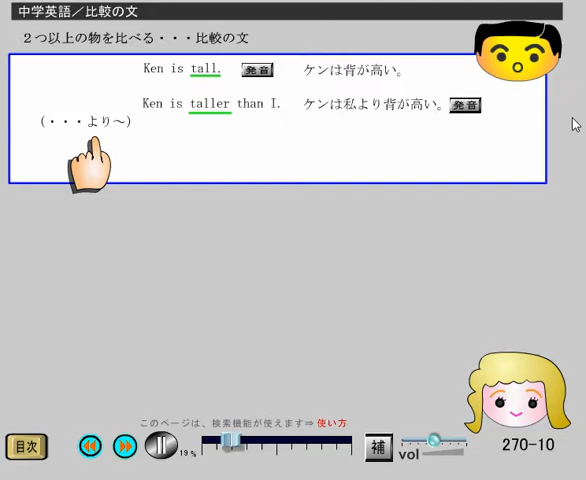 中学英語／比較の文
２つ以上の物を比べる・・・比較の文
Ken is tall. 発音 ケンは背が高い。
Ken is taller than I. ケンは私より背が高い。 発音
(・・・より〜)
このページは、検索機能が使えます⇒ 使い方
目次 19% 補 vol 270-10